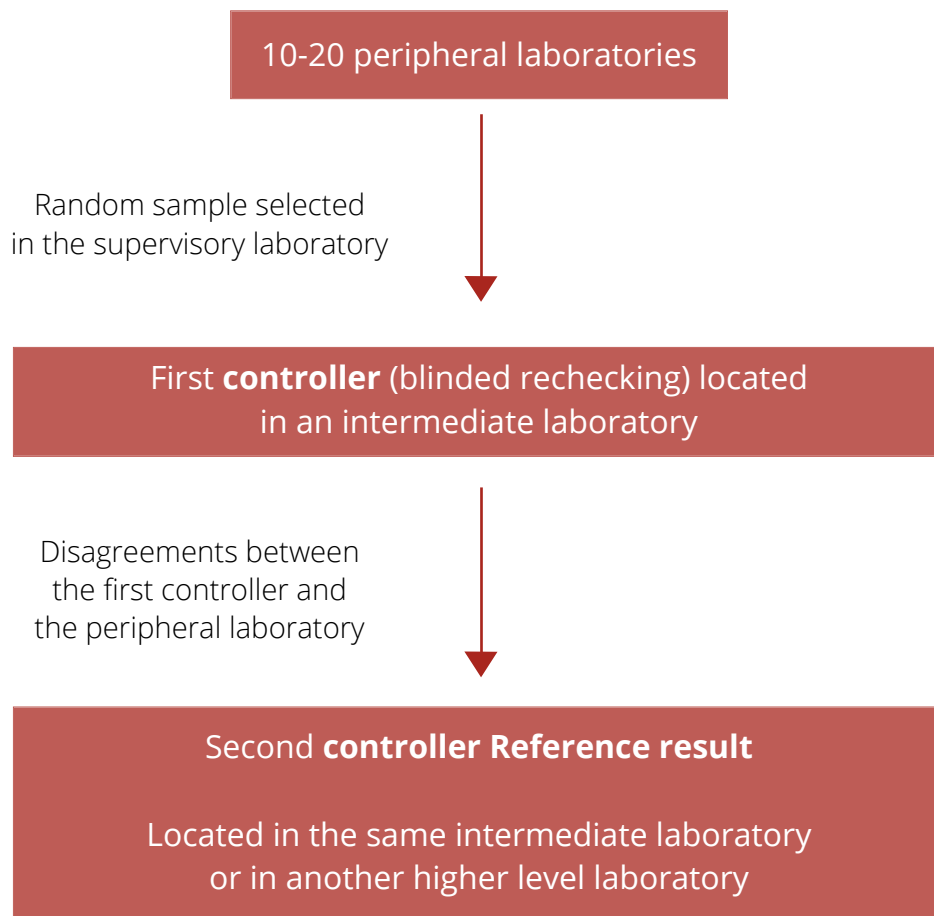 10-20 peripheral laboratories
Random sample selected
in the supervisory laboratory
First controller (blinded rechecking) located
in an intermediate laboratory
Disagreements between
the first controller and
the peripheral laboratory
Second controller Reference result
Located in the same intermediate laboratory
or in another higher level laboratory